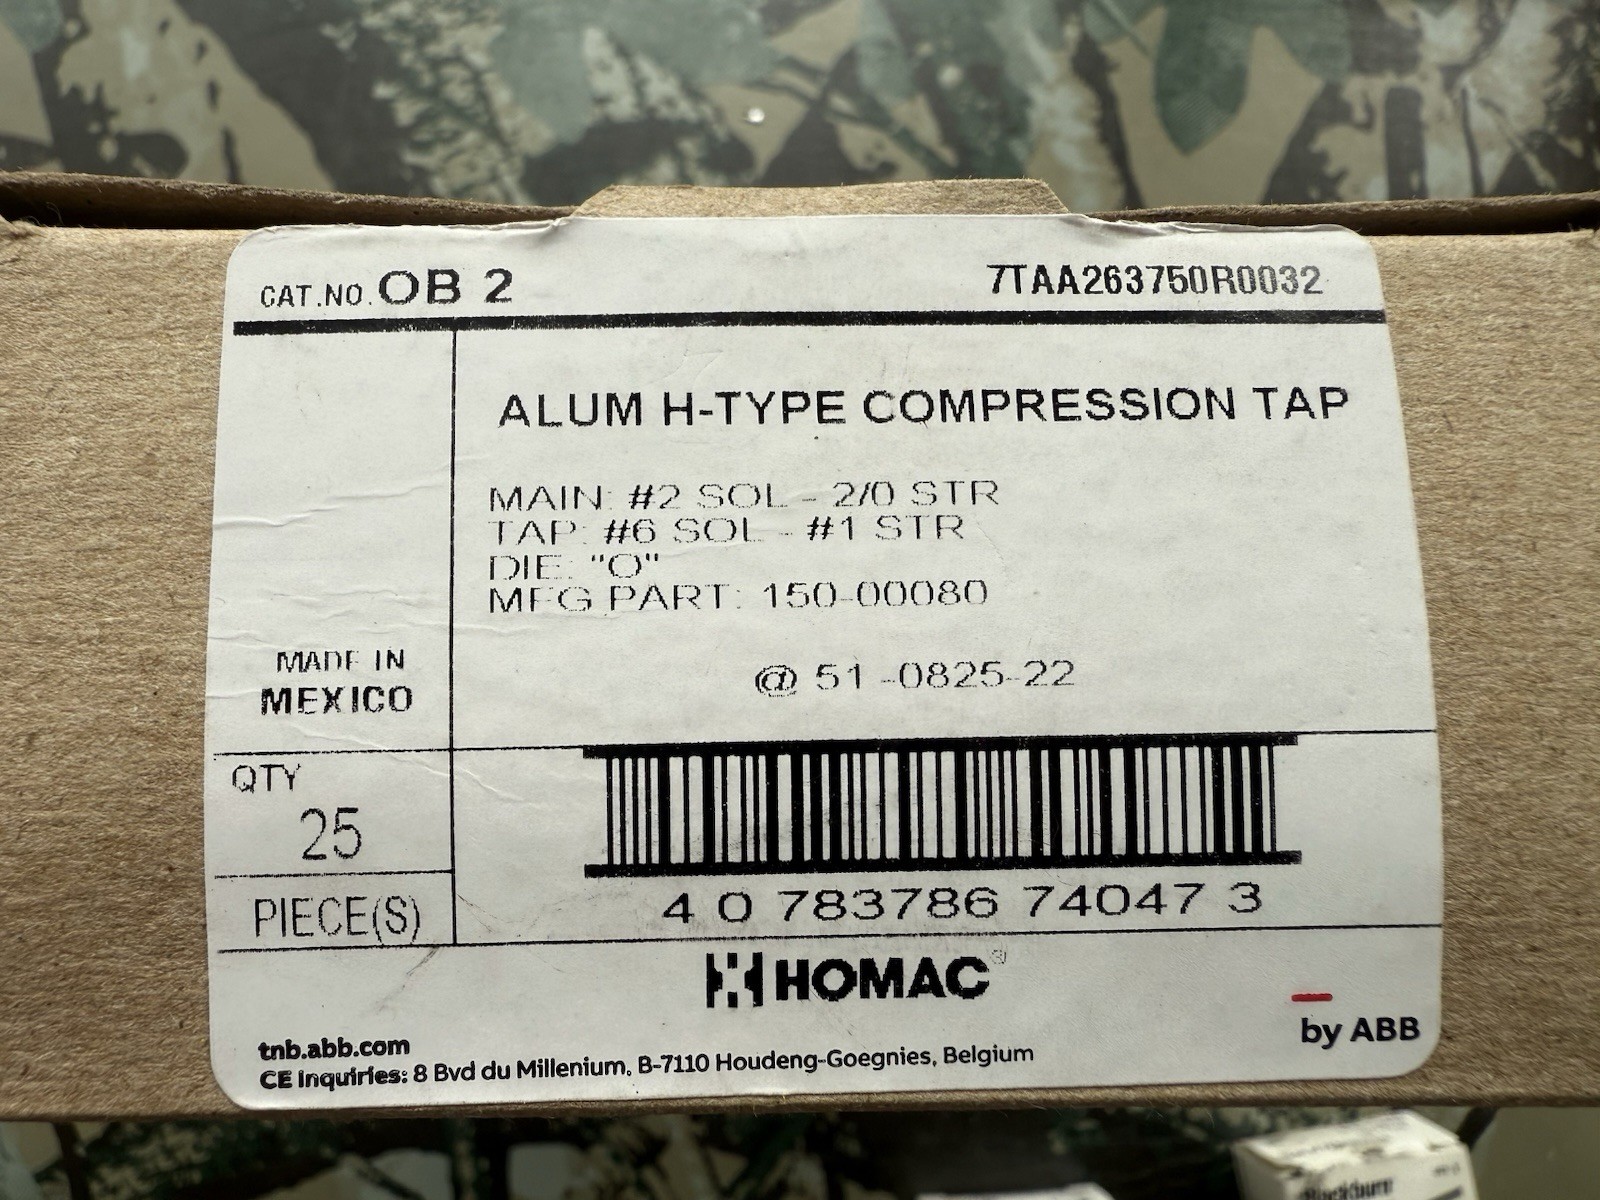 CAT.NO. OB 2 7TAA263750R0032
ALUM H-TYPE COMPRESSION TAP
MAIN: #2 SOL - 2/0 STR
TAP: #6 SOL - #1 STR
DIE: "O"
MFG PART: 150-00080
MADE IN
MEXICO
@ 51 -0825-22
QTY
25
PIECE(S)
4 0 783786 74047 3
HOMAC®
by ABB
tnb.abb.com
CE Inquiries: 8 Bvd du Millenium, B-7110 Houdeng-Goegnies, Belgium
Blackburn